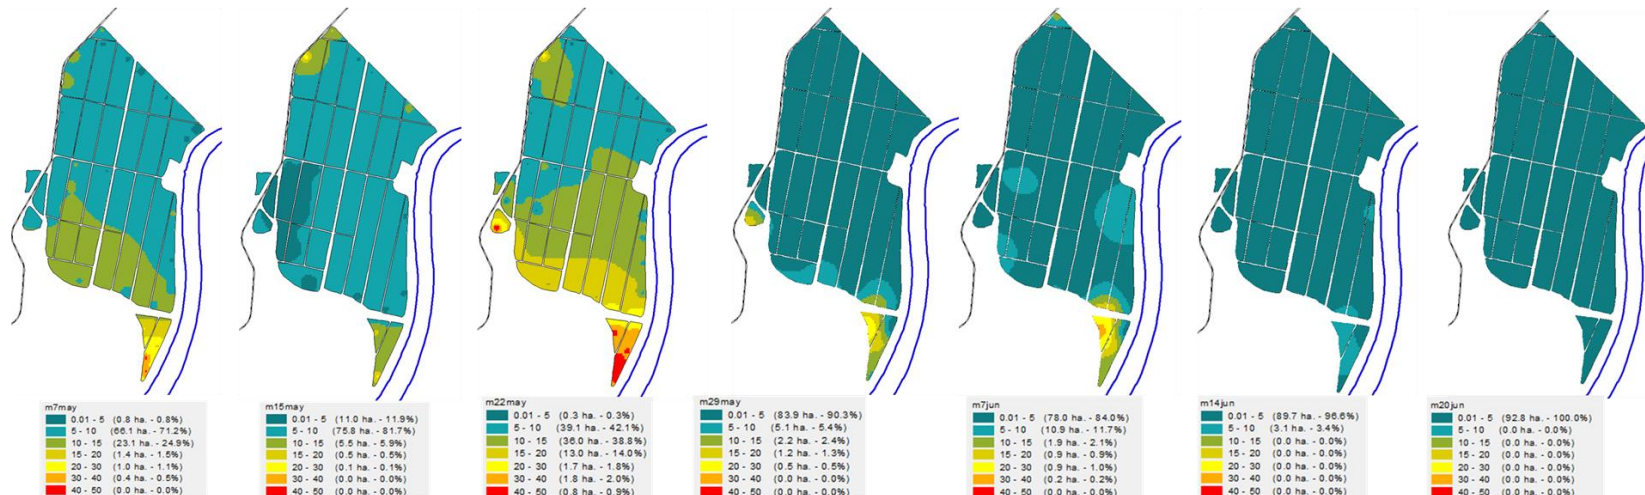 m7may
0.01 - 5 (0.8 ha. - 0.8%)
5 - 10 (66.1 ha. - 71.2%)
10 - 15 (23.1 ha. - 24.9%)
15 - 20 (1.4 ha. - 1.5%)
20 - 30 (1.0 ha. - 1.1%)
30 - 40 (0.4 ha. - 0.5%)
40 - 50 (0.0 ha. - 0.0%)
m15may
0.01 - 5 (11.0 ha. - 11.9%)
5 - 10 (75.8 ha. - 81.7%)
10 - 15 (5.5 ha. - 5.9%)
15 - 20 (0.5 ha. - 0.5%)
20 - 30 (0.1 ha. - 0.1%)
30 - 40 (0.0 ha. - 0.0%)
40 - 50 (0.0 ha. - 0.0%)
m22may
0.01 - 5 (0.3 ha. - 0.3%)
5 - 10 (39.1 ha. - 42.1%)
10 - 15 (36.0 ha. - 38.8%)
15 - 20 (13.0 ha. - 14.0%)
20 - 30 (1.7 ha. - 1.8%)
30 - 40 (1.8 ha. - 2.0%)
40 - 50 (0.8 ha. - 0.9%)
m29may
0.01 - 5 (83.9 ha. - 90.3%)
5 - 10 (5.1 ha. - 5.4%)
10 - 15 (2.2 ha. - 2.4%)
15 - 20 (1.2 ha. - 1.3%)
20 - 30 (0.5 ha. - 0.5%)
30 - 40 (0.0 ha. - 0.0%)
40 - 50 (0.0 ha. - 0.0%)
m7jun
0.01 - 5 (78.0 ha. - 84.0%)
5 - 10 (10.9 ha. - 11.7%)
10 - 15 (1.9 ha. - 2.1%)
15 - 20 (0.9 ha. - 0.9%)
20 - 30 (0.9 ha. - 1.0%)
30 - 40 (0.2 ha. - 0.2%)
40 - 50 (0.0 ha. - 0.0%)
m14jun
0.01 - 5 (89.7 ha. - 96.6%)
5 - 10 (3.1 ha. - 3.4%)
10 - 15 (0.0 ha. - 0.0%)
15 - 20 (0.0 ha. - 0.0%)
20 - 30 (0.0 ha. - 0.0%)
30 - 40 (0.0 ha. - 0.0%)
40 - 50 (0.0 ha. - 0.0%)
m20jun
0.01 - 5 (92.8 ha. - 100.0%)
5 - 10 (0.0 ha. - 0.0%)
10 - 15 (0.0 ha. - 0.0%)
15 - 20 (0.0 ha. - 0.0%)
20 - 30 (0.0 ha. - 0.0%)
30 - 40 (0.0 ha. - 0.0%)
40 - 50 (0.0 ha. - 0.0%)